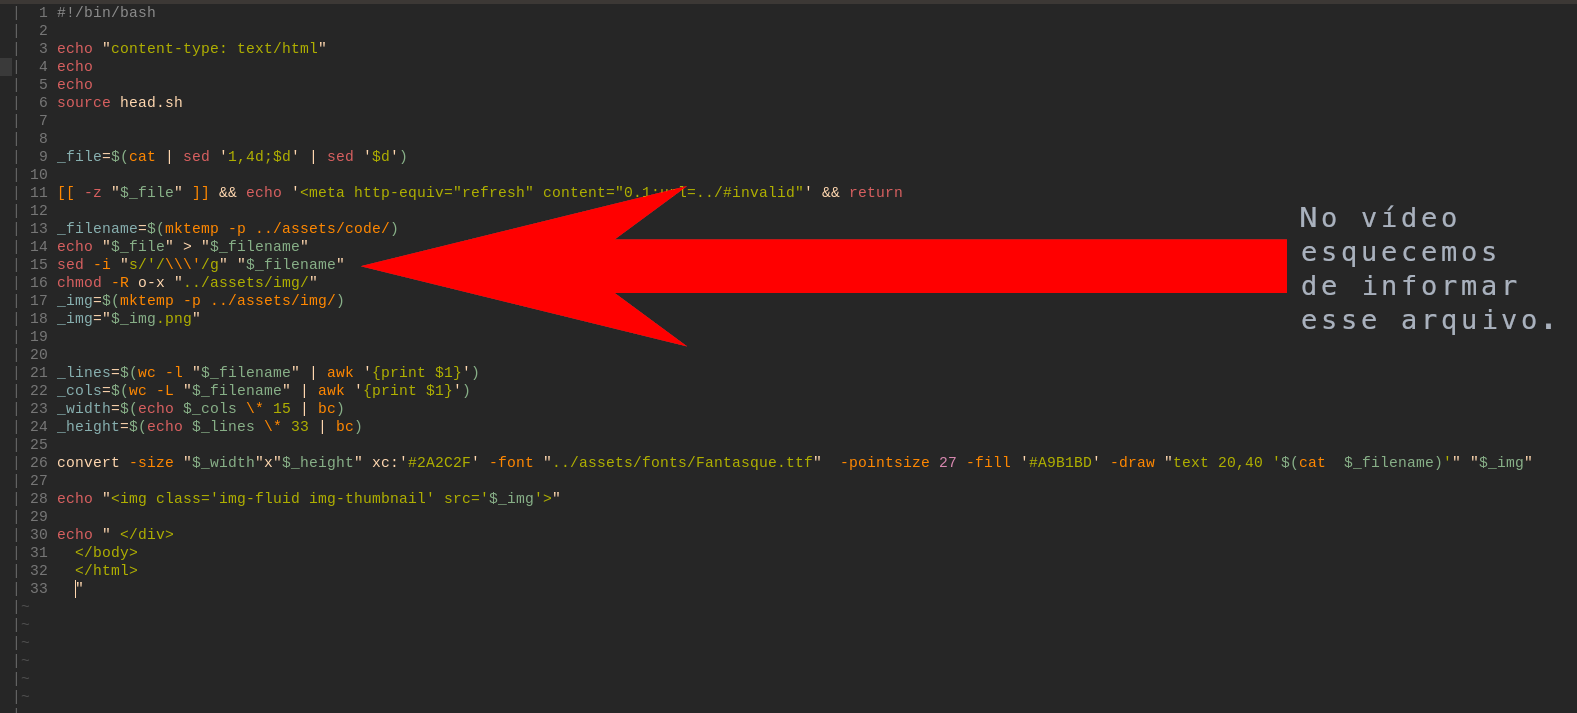 1 #!/bin/bash
2
3 echo "content-type: text/html"
4 echo
5 echo
6 source head.sh
7
8
9 _file=$(cat | sed '1,4d;$d' | sed '$d')
10
11 [[ -z "$_file" ]] && echo '<meta http-equiv="refresh" content="0.1;url=../#invalid"' && return
12
13 _filename=$(mktemp -p ../assets/code/)
14 echo "$_file" > "$_filename"
15 sed -i "s/'/\\\'/g" "$_filename"
16 chmod -R o-x "../assets/img/"
17 _img=$(mktemp -p ../assets/img/)
18 _img="$_img.png"
19
20
21 _lines=$(wc -l "$_filename" | awk '{print $1}')
22 _cols=$(wc -L "$_filename" | awk '{print $1}')
23 _width=$(echo $_cols \* 15 | bc)
24 _height=$(echo $_lines \* 33 | bc)
25
26 convert -size "$_width"x"$_height" xc:'#2A2C2F' -font "../assets/fonts/Fantasque.ttf"  -pointsize 27 -fill '#A9B1BD' -draw "text 20,40 '$(cat  $_filename)'" "$_img"
27
28 echo "<img class='img-fluid img-thumbnail' src='$_img'>"
29
30 echo " </div>
31   </body>
32   </html>
33   "
~
~
~
~
~
~
No vídeo
esquecemos
de informar
esse arquivo.